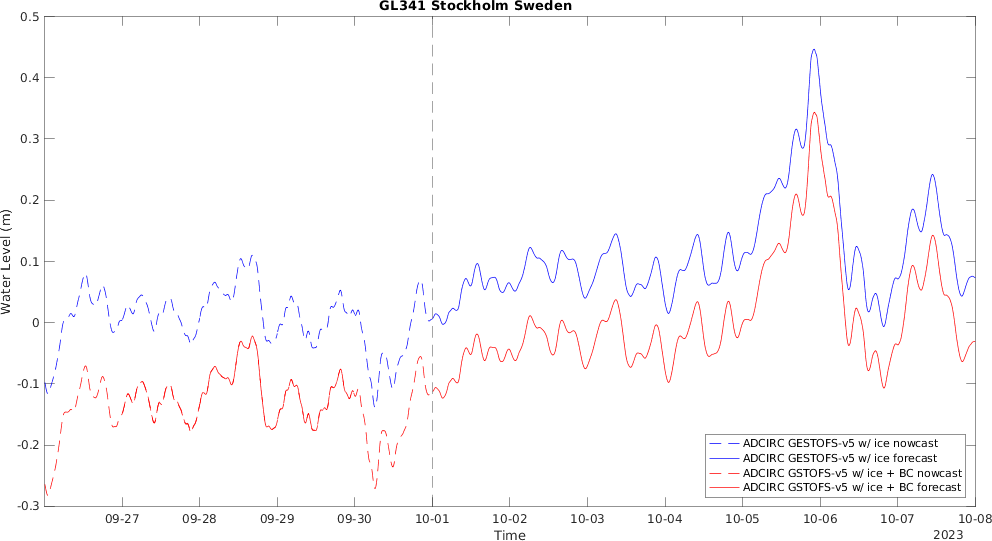 GL341 Stockholm Sweden
0.5
0.4
0.3
0.2
0.1
0
-0.1
-0.2
-0.3
Water Level (m)
ADCIRC GESTOFS-v5 w/ ice nowcast
ADCIRC GESTOFS-v5 w/ ice forecast
ADCIRC GSTOFS-v5 w/ ice + BC nowcast
ADCIRC GSTOFS-v5 w/ ice + BC forecast
09-27 09-28 09-29 09-30 10-01 10-02 10-03 10-04 10-05 10-06 10-07 10-08
Time
2023